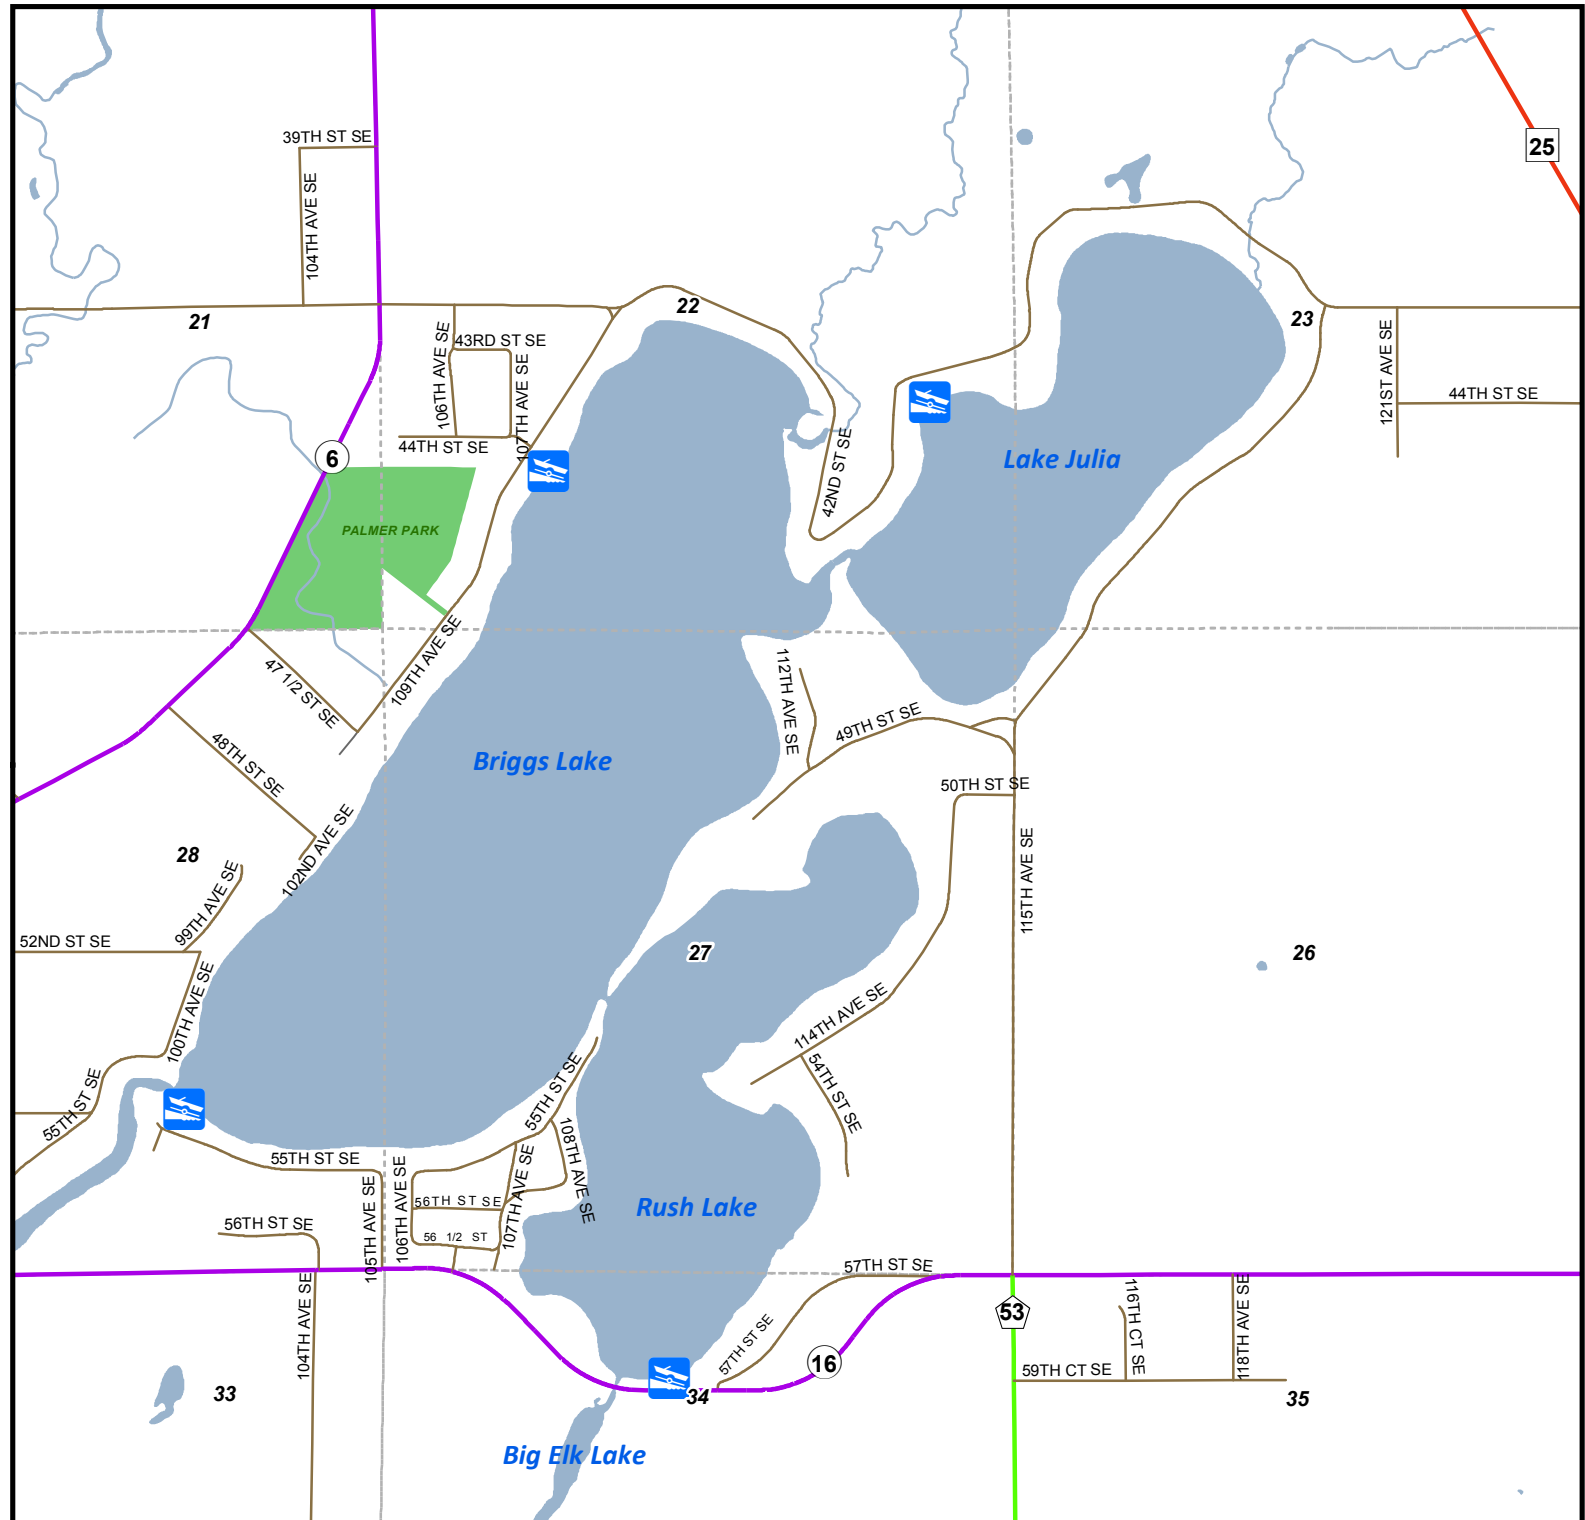 39TH ST SE
25
104TH AVE SE
22
21
23
106TH AVE SE
43RD ST SE
107TH AVE SE
121ST AVE SE
44TH ST SE
44TH ST SE
6
42ND ST SE
Lake Julia
PALMER PARK
109TH AVE SE
47 1/2 ST SE
112TH AVE SE
49TH ST SE
48TH ST SE
Briggs Lake
50TH ST SE
102ND AVE SE
28
115TH AVE SE
99TH AVE SE
52ND ST SE
27
26
100TH AVE SE
114TH AVE SE
55TH ST SE
55TH ST SE
54TH ST SE
108TH AVE SE
55TH ST SE
105TH AVE SE
106TH AVE SE
56TH ST SE
107TH AVE SE
Rush Lake
56TH ST SE
56 1/2 ST
57TH ST SE
104TH AVE SE
53
116TH CT SE
118TH AVE SE
57TH ST SE
16
59TH CT SE
33
34
35
Big Elk Lake